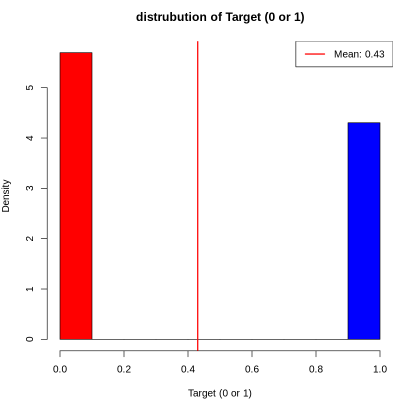 distrubution of Target (0 or 1)
Mean: 0.43
Density
5
4
3
2
1
0
0.0 0.2 0.4 0.6 0.8 1.0
Target (0 or 1)